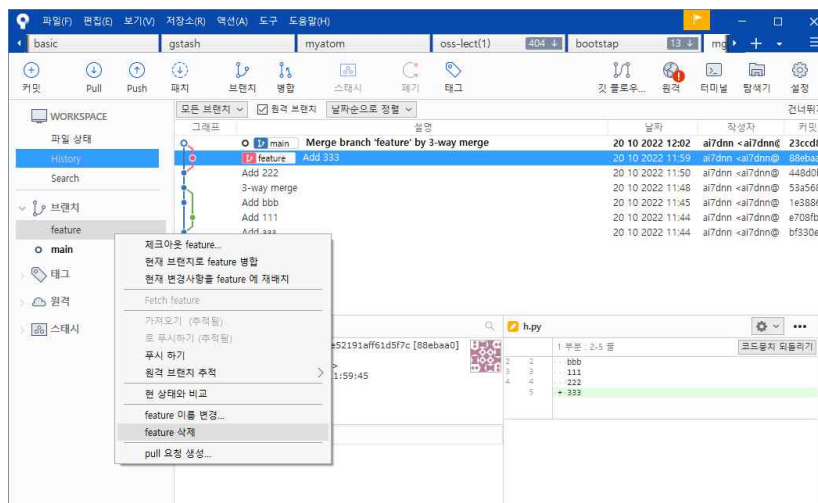 파일(F) 편집(E) 보기(V) 저장소(R) 액션(A) 도구 도움말(H)
basic gstash myatom oss-lect(1) 404 bootstap 13
커밋 Pull Push 패치 브랜치 병합 스태시 폐기 태그 깃 플로우... 원격 터미널 탐색기 설정
WORKSPACE
파일 상태
History
Search
브랜치
feature
main
태그
원격
스태시
모든 브랜치 원격 브랜치 날짜순으로 정렬 건너뛰기
그래프 설명 날짜 작성자 커밋
main Merge branch 'feature' by 3-way merge 20 10 2022 12:02 ai7dnn <ai7dnn@ 23ccd8
feature Add 333 20 10 2022 11:59 ai7dnn <ai7dnn@ 88ebaa
Add 222 20 10 2022 11:50 ai7dnn <ai7dnn@ 448d0
3-way merge 20 10 2022 11:48 ai7dnn <ai7dnn@ 53a568
Add bbb 20 10 2022 11:45 ai7dnn <ai7dnn@ 1e388
Add 111 20 10 2022 11:44 ai7dnn <ai7dnn@ e708fb
Add aaa 20 10 2022 11:44 ai7dnn <ai7dnn@ bf330e
체크아웃 feature...
현재 브랜치로 feature 병합
현재 변경사항을 feature 에 재배치
Fetch feature
가져오기 (추적됨)
로 푸시하기 (추적됨)
푸시 하기
원격 브랜치 추적
현 상태와 비교
feature 이름 변경...
feature 삭제
pull 요청 생성...
e52191aff61d5f7c [88ebaa0]
>
1:59:45
h.py
1 부분 : 2-5 줄 코드뭉치 되돌리기
2 2 bbb
3 3 111
4 4 222
5 + 333